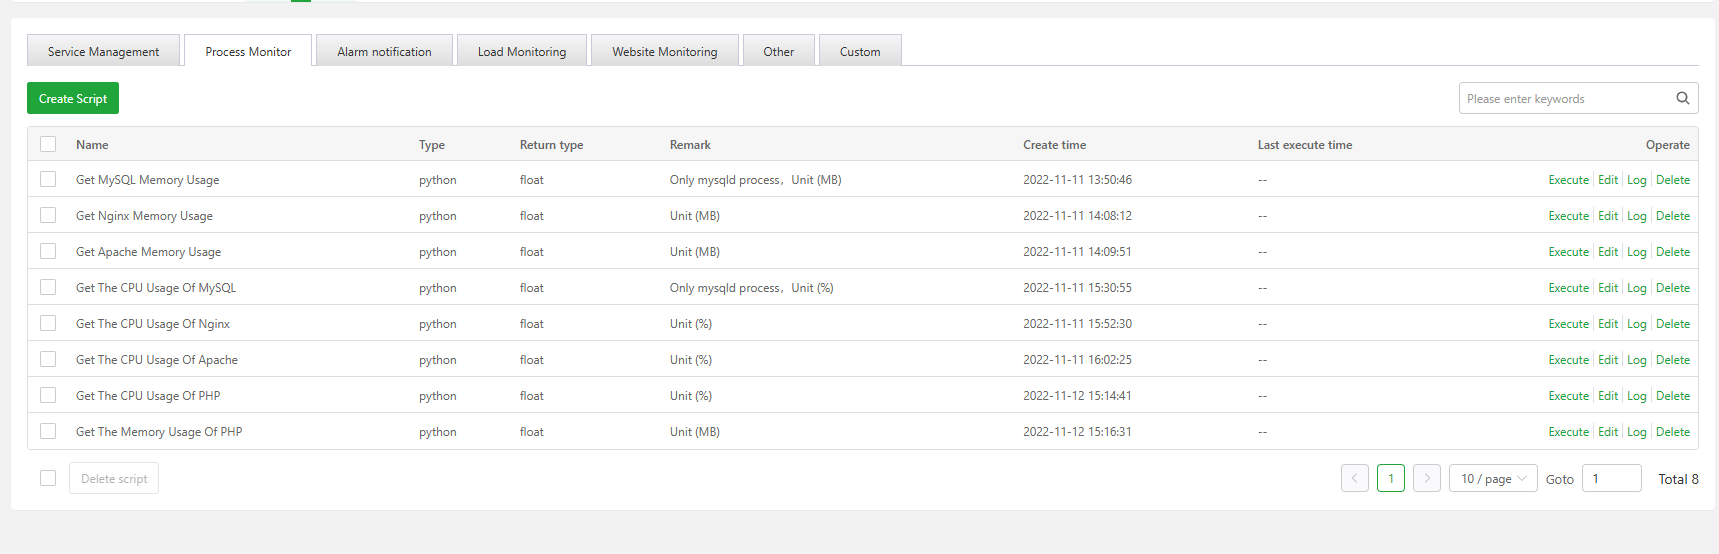 Service Management Process Monitor Alarm notification Load Monitoring Website Monitoring Other Custom
Create Script Please enter keywords
Name Type Return type Remark Create time Last execute time Operate
Get MySQL Memory Usage python float Only mysqld process，Unit (MB) 2022-11-11 13:50:46 -- Execute Edit Log Delete
Get Nginx Memory Usage python float Unit (MB) 2022-11-11 14:08:12 -- Execute Edit Log Delete
Get Apache Memory Usage python float Unit (MB) 2022-11-11 14:09:51 -- Execute Edit Log Delete
Get The CPU Usage Of MySQL python float Only mysqld process，Unit (%) 2022-11-11 15:30:55 -- Execute Edit Log Delete
Get The CPU Usage Of Nginx python float Unit (%) 2022-11-11 15:52:30 -- Execute Edit Log Delete
Get The CPU Usage Of Apache python float Unit (%) 2022-11-11 16:02:25 -- Execute Edit Log Delete
Get The CPU Usage Of PHP python float Unit (%) 2022-11-12 15:14:41 -- Execute Edit Log Delete
Get The Memory Usage Of PHP python float Unit (MB) 2022-11-12 15:16:31 -- Execute Edit Log Delete
Delete script 1 10 / page Goto 1 Total 8